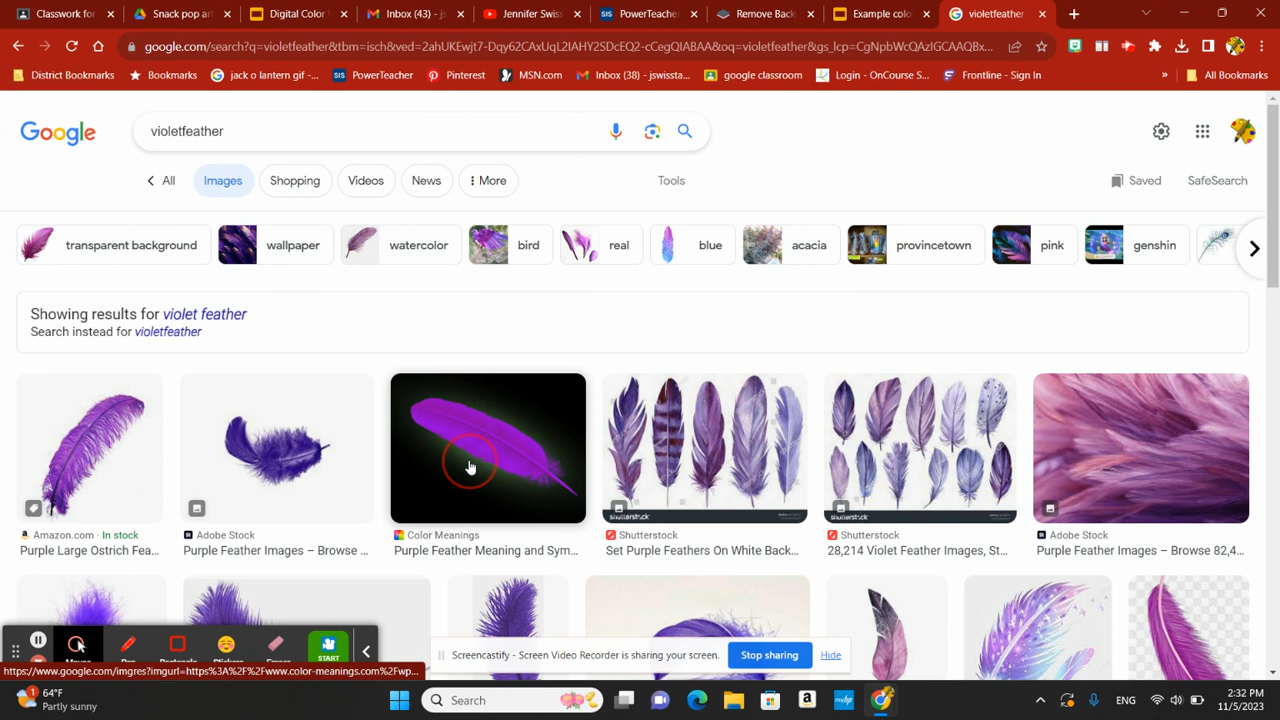 Classwork for
Snack pop art
Digital Color V
Inbox (43) - js
Jennifer Swiss
SIS PowerTeacher
Remove Back
Example colo
violetfeather
google.com/search?q=violetfeather&tbm=isch&ved=2ahUKEwjt7-Dqy62CAxUqL2IAHY2SDcEQ2-cCegQIABAA&oq=violetfeather&gs_lcp=CgNpbWcQAzIGCAAQBx...
District Bookmarks
Bookmarks
jack o lantern gif -...
SIS PowerTeacher
Pinterest
MSN.com
Inbox (38) - jswissta...
google classroom
Login - OnCourse S...
Frontline - Sign In
»
All Bookmarks
Google
violetfeather
All
Images
Shopping
Videos
News
More
Tools
Saved
SafeSearch
transparent background
wallpaper
watercolor
bird
real
blue
acacia
provincetown
pink
genshin
Showing results for violet feather
Search instead for violetfeather
shutterstock
shutterstock
Amazon.com · In stock
Purple Large Ostrich Fea...
Adobe Stock
Purple Feather Images – Browse ...
Color Meanings
Purple Feather Meaning and Sym...
Shutterstock
Set Purple Feathers On White Back...
Shutterstock
28,214 Violet Feather Images, St...
Adobe Stock
Purple Feather Images – Browse 82,4...
START
Screencastify - Screen Video Recorder is sharing your screen.
Stop sharing
Hide
https://www.google.com/imgres?imgurl=https%3A%2F%2Fwww.color-meanings.com%2Fwp...
1
64°F
Partly sunny
Search
ENG
2:32 PM
11/5/2023